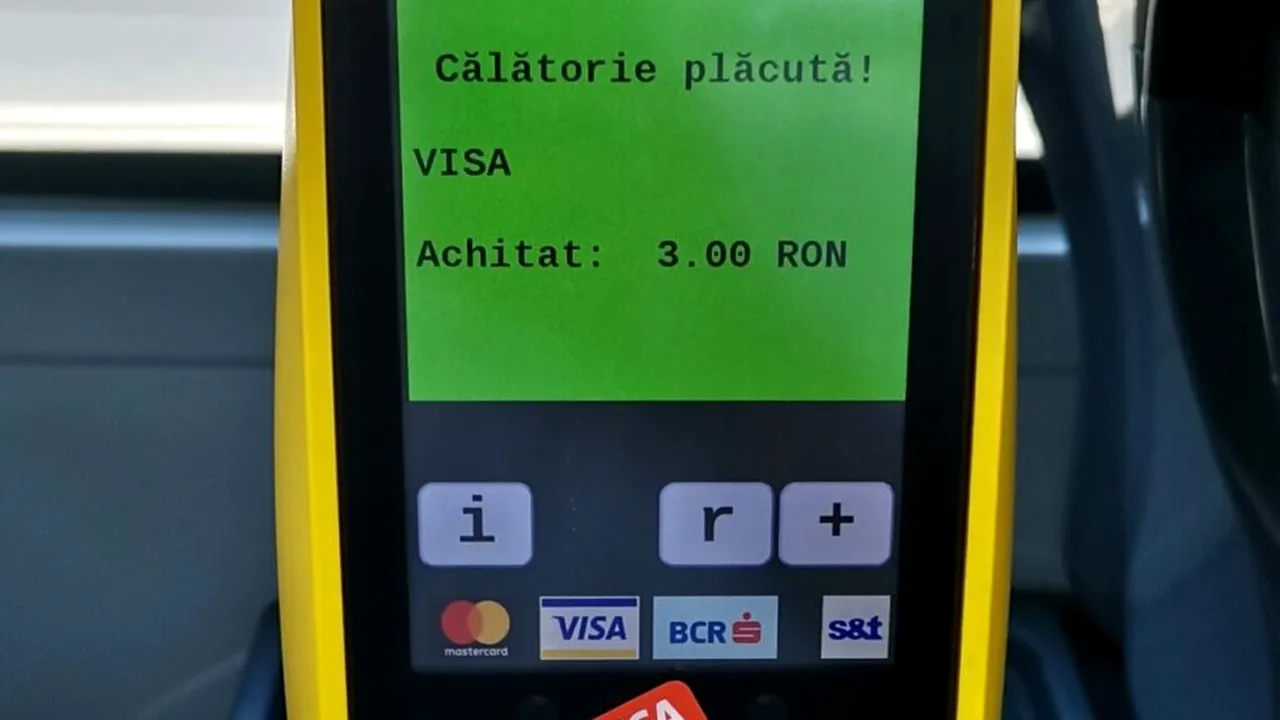 Călătorie plăcută!
VISA
Achitat: 3.00 RON
i r +
mastercard VISA BCR s&t